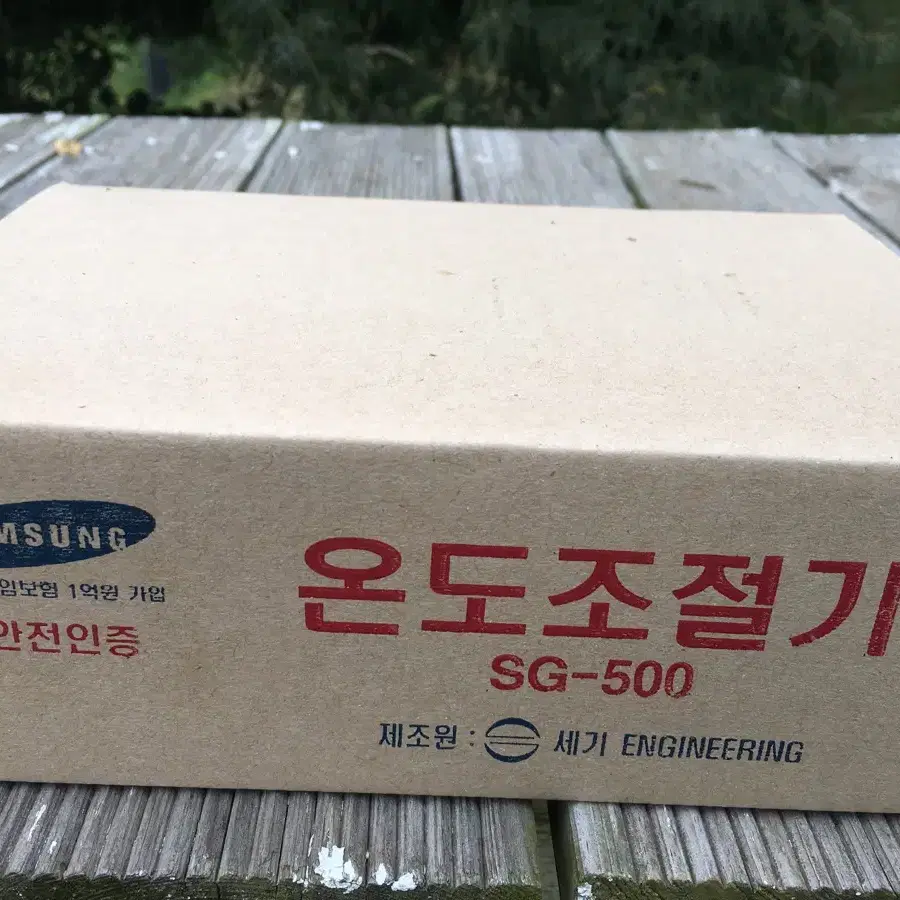 MSUNG
임보험 1억원 가입
안전인증
온도조절기
SG-500
제조원 : 세기 ENGINEERING